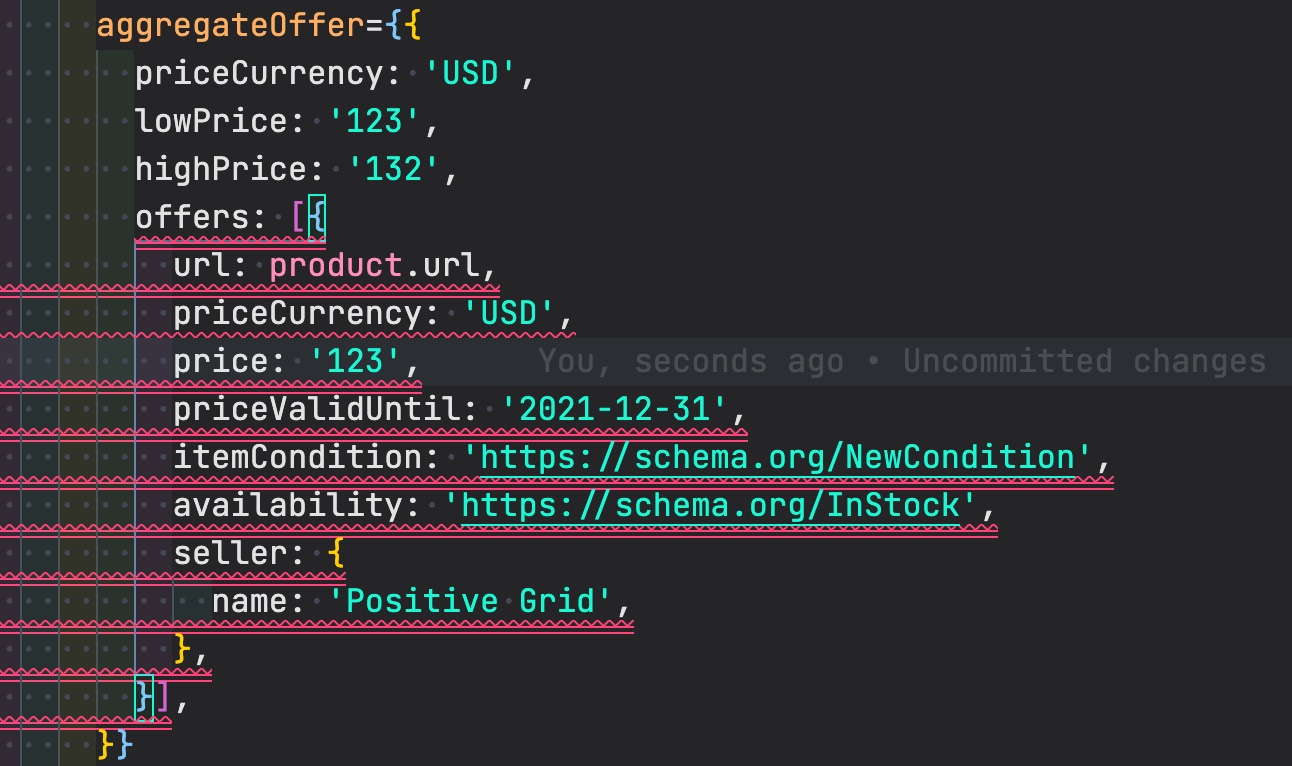 aggregateOffer={{
priceCurrency: 'USD',
lowPrice: '123',
highPrice: '132',
offers: [{
url: product.url,
priceCurrency: 'USD',
price: '123', You, seconds ago • Uncommitted changes
priceValidUntil: '2021-12-31',
itemCondition: 'https://schema.org/NewCondition',
availability: 'https://schema.org/InStock',
seller: {
name: 'Positive Grid',
},
}],
}}